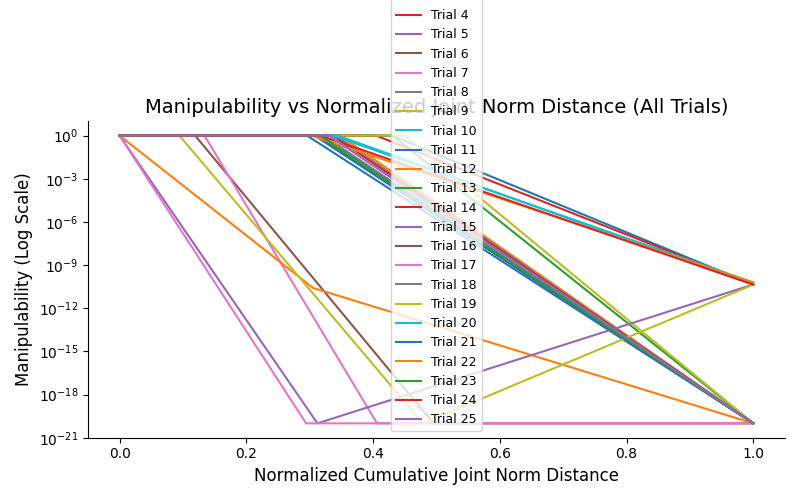 Trial 4
Trial 5
Trial 6
Trial 7
Trial 8
Trial 9
Trial 10
Trial 11
Trial 12
Trial 13
Trial 14
Trial 15
Trial 16
Trial 17
Trial 18
Trial 19
Trial 20
Trial 21
Trial 22
Trial 23
Trial 24
Trial 25
Manipulability vs Normalized Joint Norm Distance (All Trials)
Manipulability (Log Scale)
10⁰
10⁻³
10⁻⁶
10⁻⁹
10⁻¹²
10⁻¹⁵
10⁻¹⁸
10⁻²¹
0.0 0.2 0.4 0.6 0.8 1.0
Normalized Cumulative Joint Norm Distance